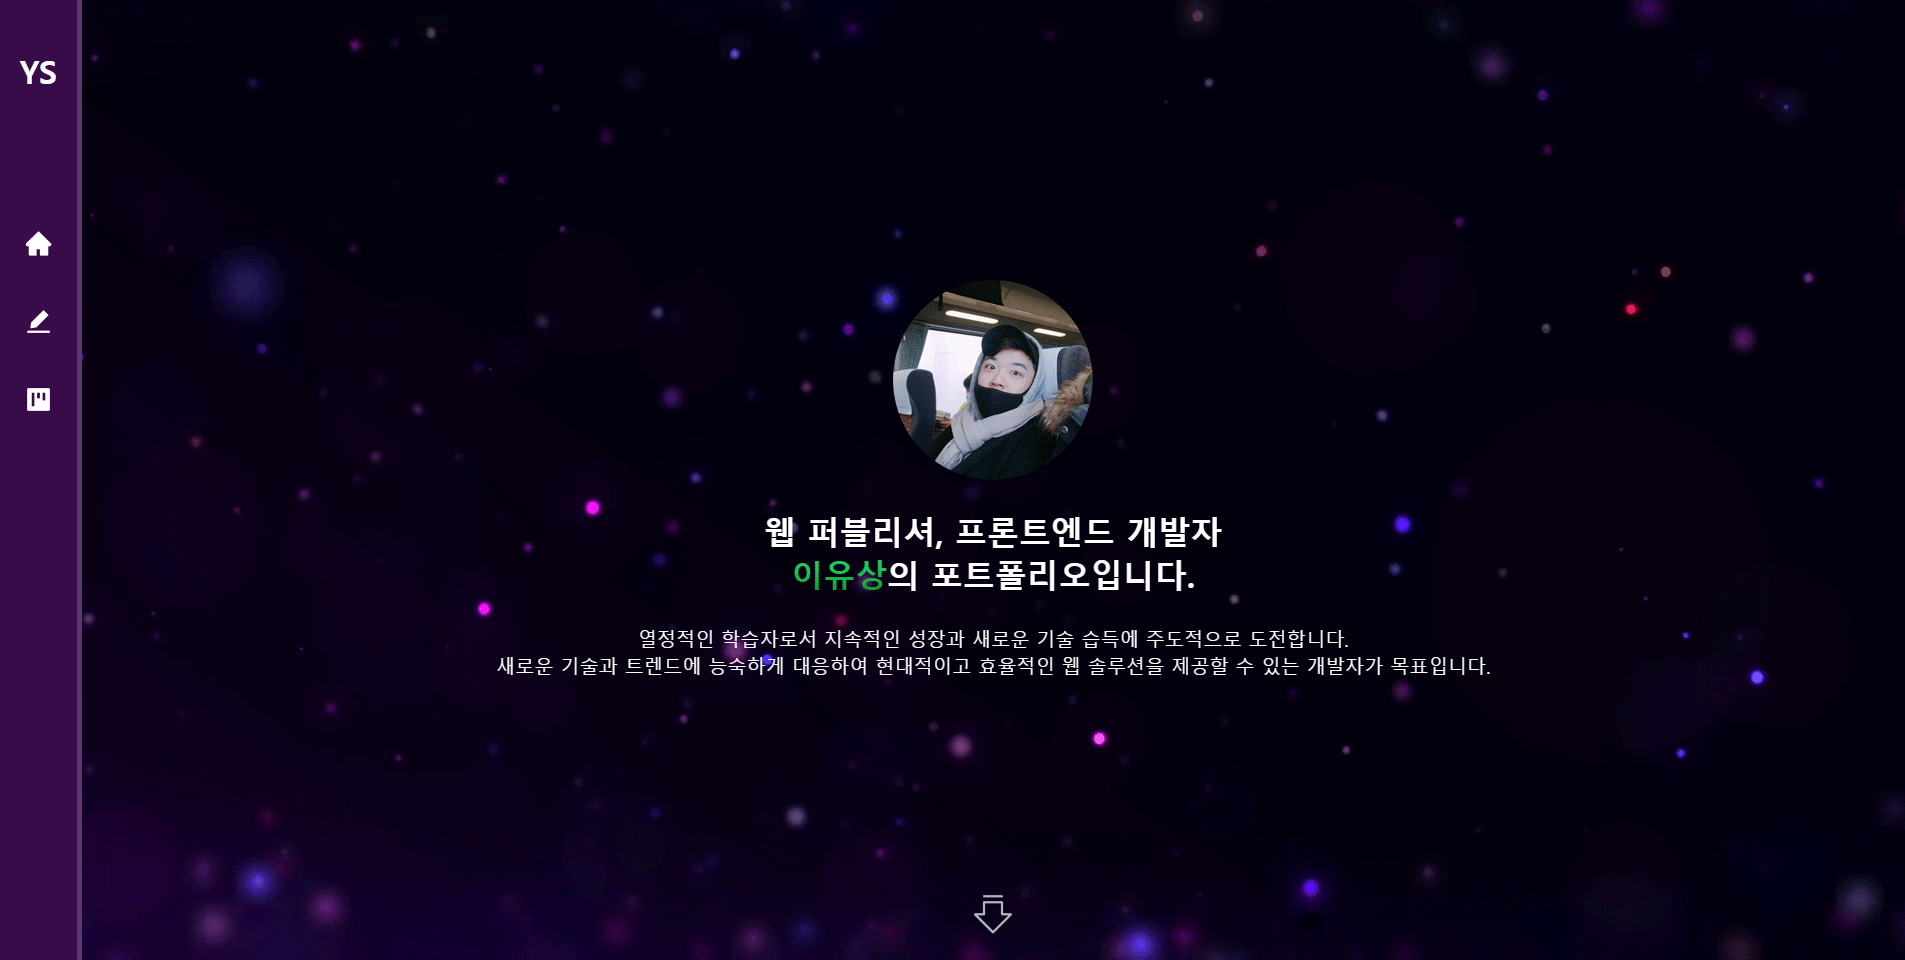 YS
웹 퍼블리셔, 프론트엔드 개발자
이유상의 포트폴리오입니다.
열정적인 학습자로서 지속적인 성장과 새로운 기술 습득에 주도적으로 도전합니다.
새로운 기술과 트렌드에 능숙하게 대응하여 현대적이고 효율적인 웹 솔루션을 제공할 수 있는 개발자가 목표입니다.